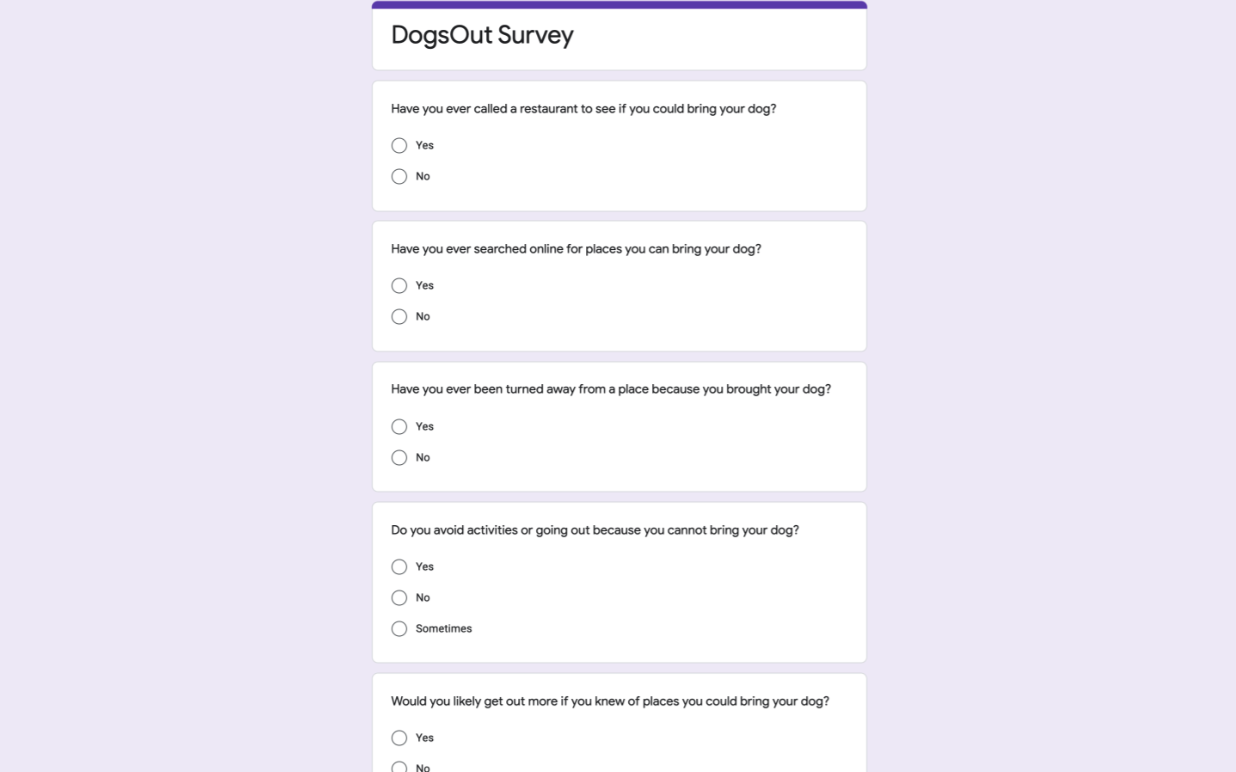 DogsOut Survey
Have you ever called a restaurant to see if you could bring your dog?
Yes
No
Have you ever searched online for places you can bring your dog?
Yes
No
Have you ever been turned away from a place because you brought your dog?
Yes
No
Do you avoid activities or going out because you cannot bring your dog?
Yes
No
Sometimes
Would you likely get out more if you knew of places you could bring your dog?
Yes
No